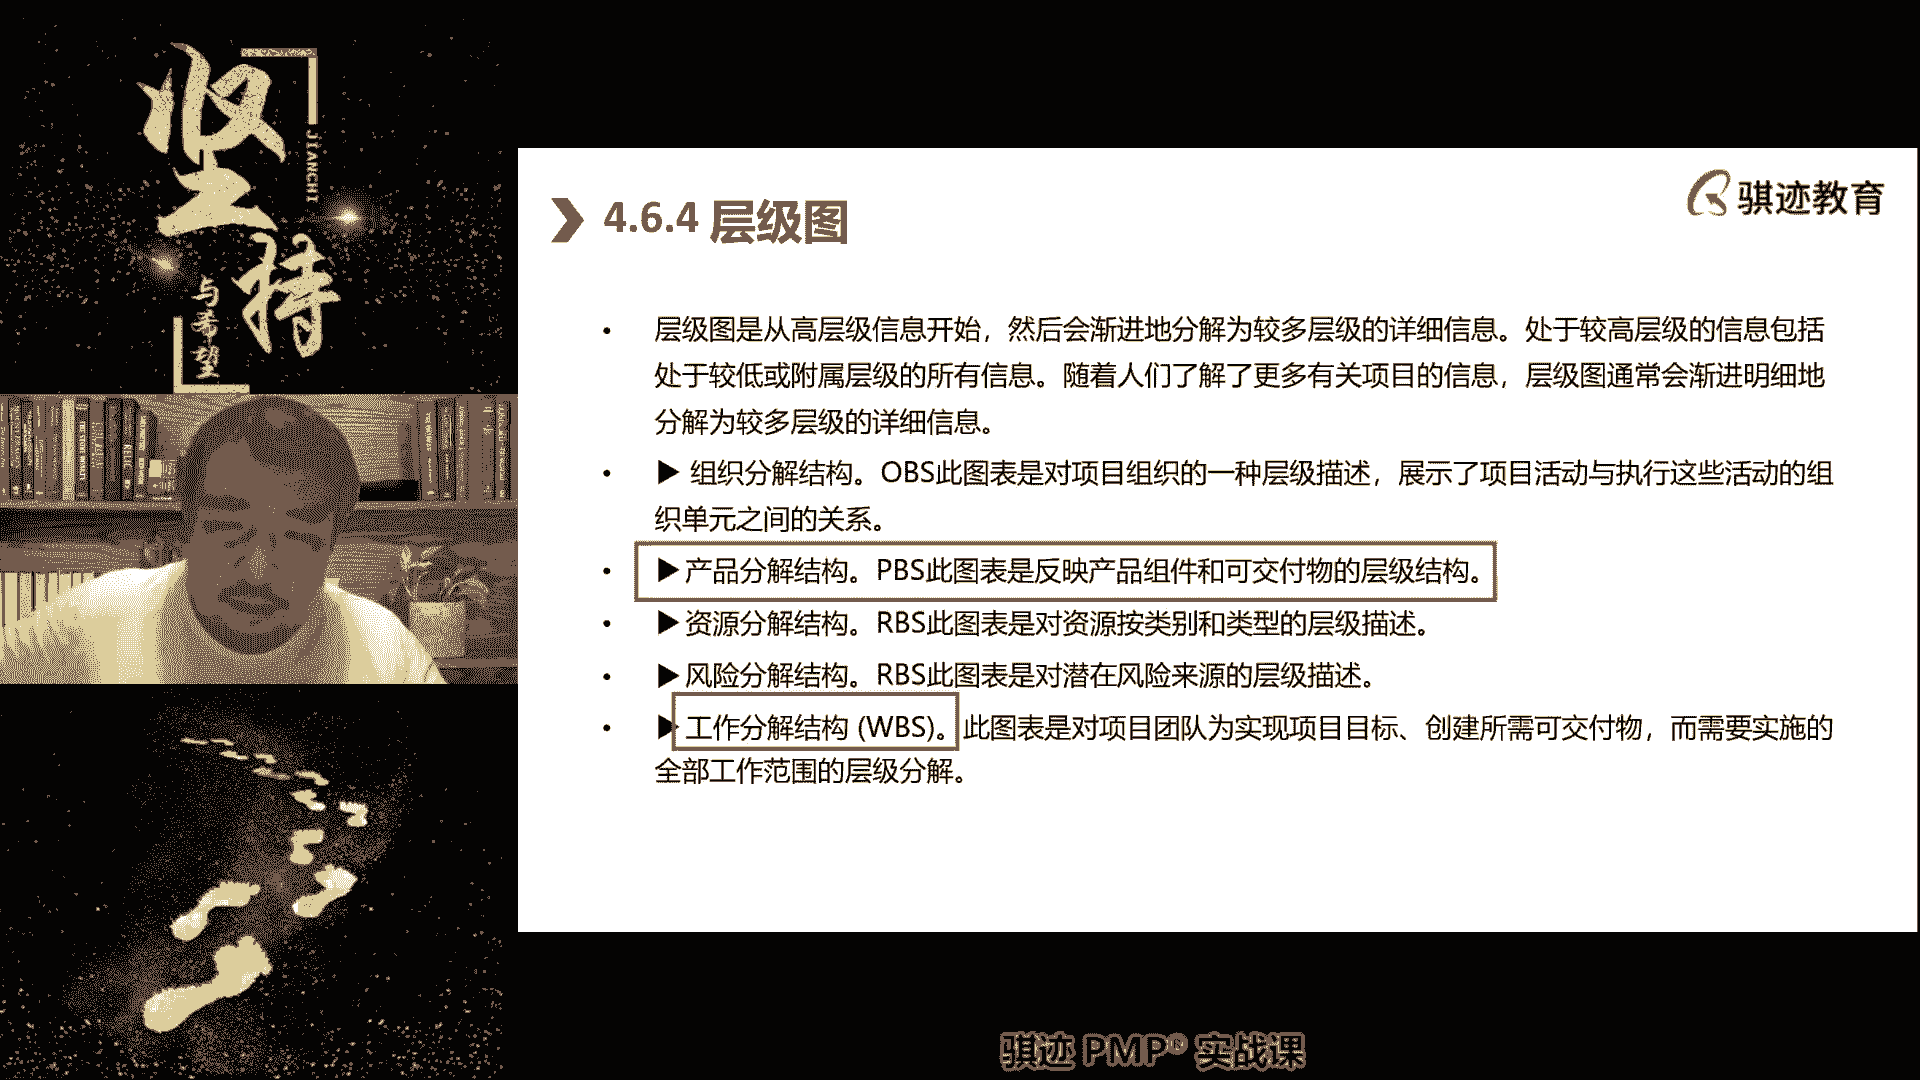 坚持
JIANCHI
与希望
骐迹教育
4.6.4 层级图
• 层级图是从高层级信息开始，然后会渐进地分解为较多层级的详细信息。处于较高层级的信息包括
处于较低或附属层级的所有信息。随着人们了解了更多有关项目的信息，层级图通常会渐进明细地
分解为较多层级的详细信息。
• ▶ 组织分解结构。OBS此图表是对项目组织的一种层级描述，展示了项目活动与执行这些活动的组
织单元之间的关系。
• ▶产品分解结构。PBS此图表是反映产品组件和可交付物的层级结构。
• ▶资源分解结构。RBS此图表是对资源按类别和类型的层级描述。
• ▶风险分解结构。RBS此图表是对潜在风险来源的层级描述。
• ▶工作分解结构 (WBS)。此图表是对项目团队为实现项目目标、创建所需可交付物，而需要实施的
全部工作范围的层级分解。
骐迹 PMP® 实战课